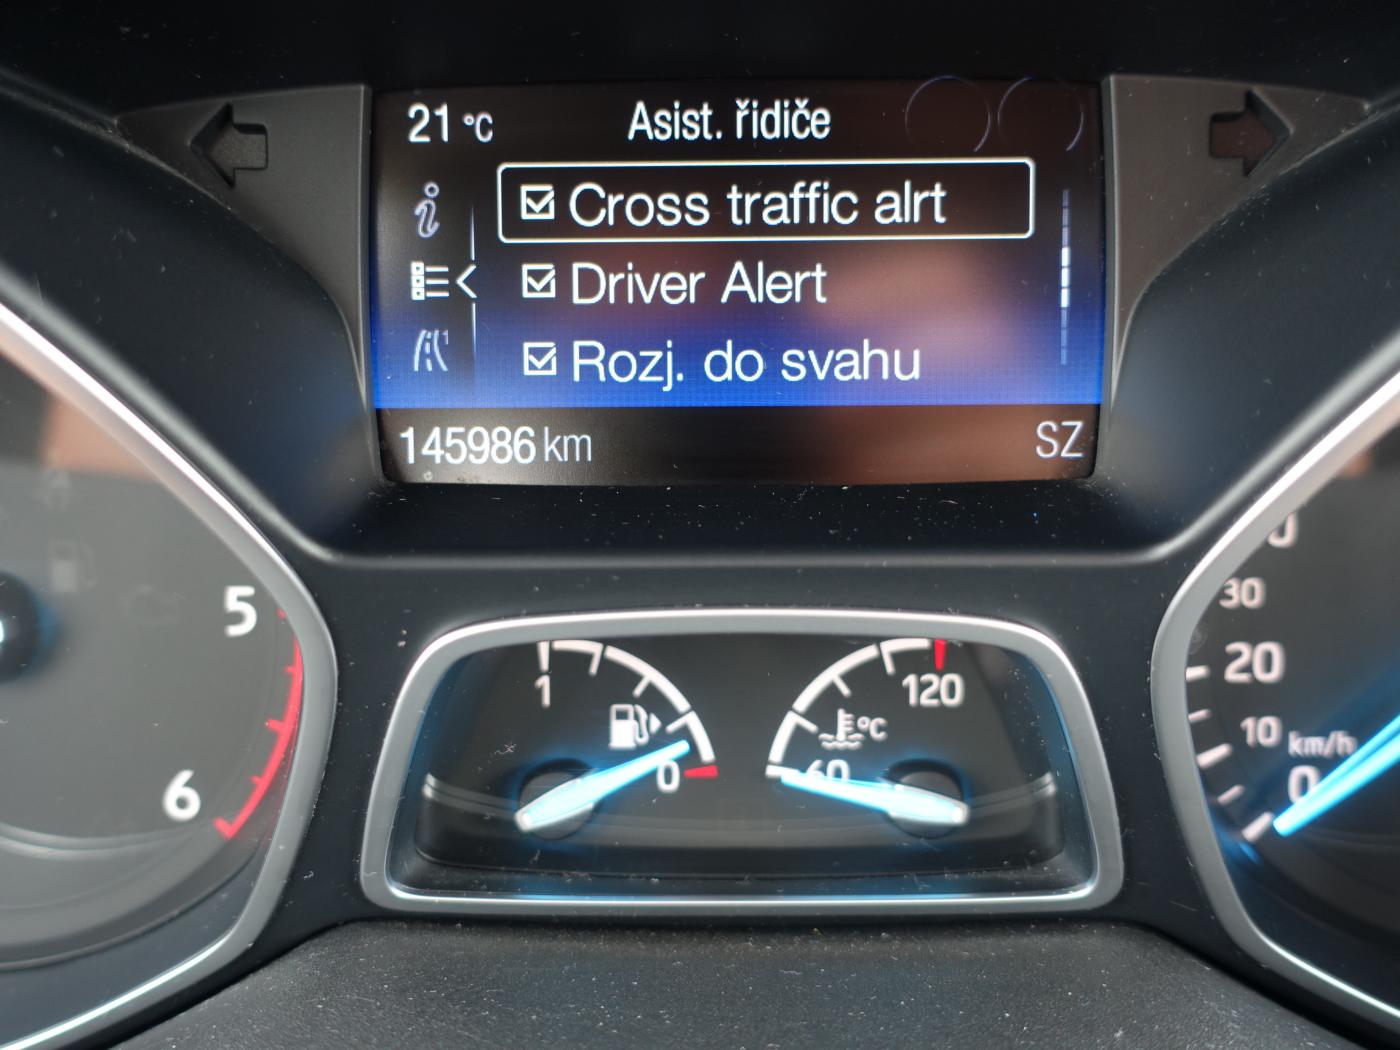 21 °C Asist. řidiče
Cross traffic alrt
Driver Alert
Rozj. do svahu
145986 km SZ
5
6
1
0
120
°C
60
30
20
10
km/h
0